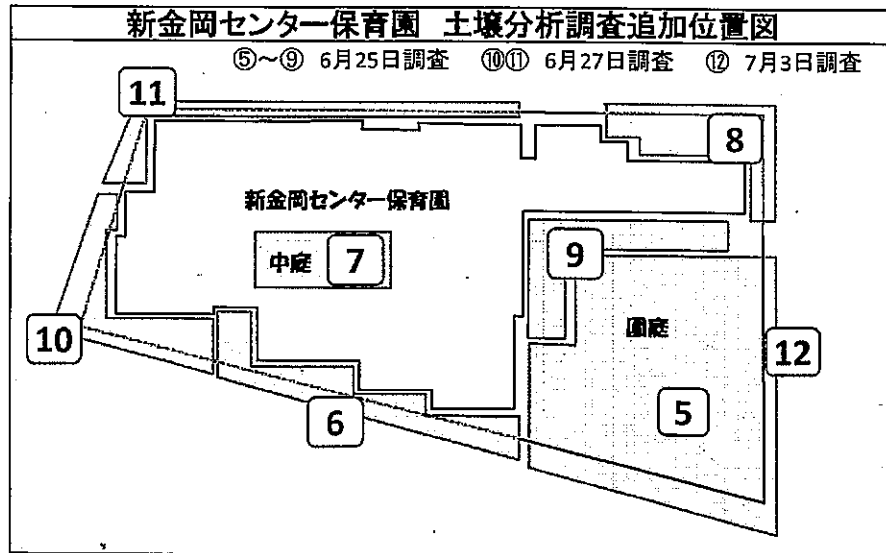 新金岡センター保育園 土壌分析調査追加位置図
⑤～⑨ 6月25日調査 ⑩⑪ 6月27日調査 ⑫ 7月3日調査
11
8
新金岡センター保育園
中庭 7
9
園庭
10
12
6
5